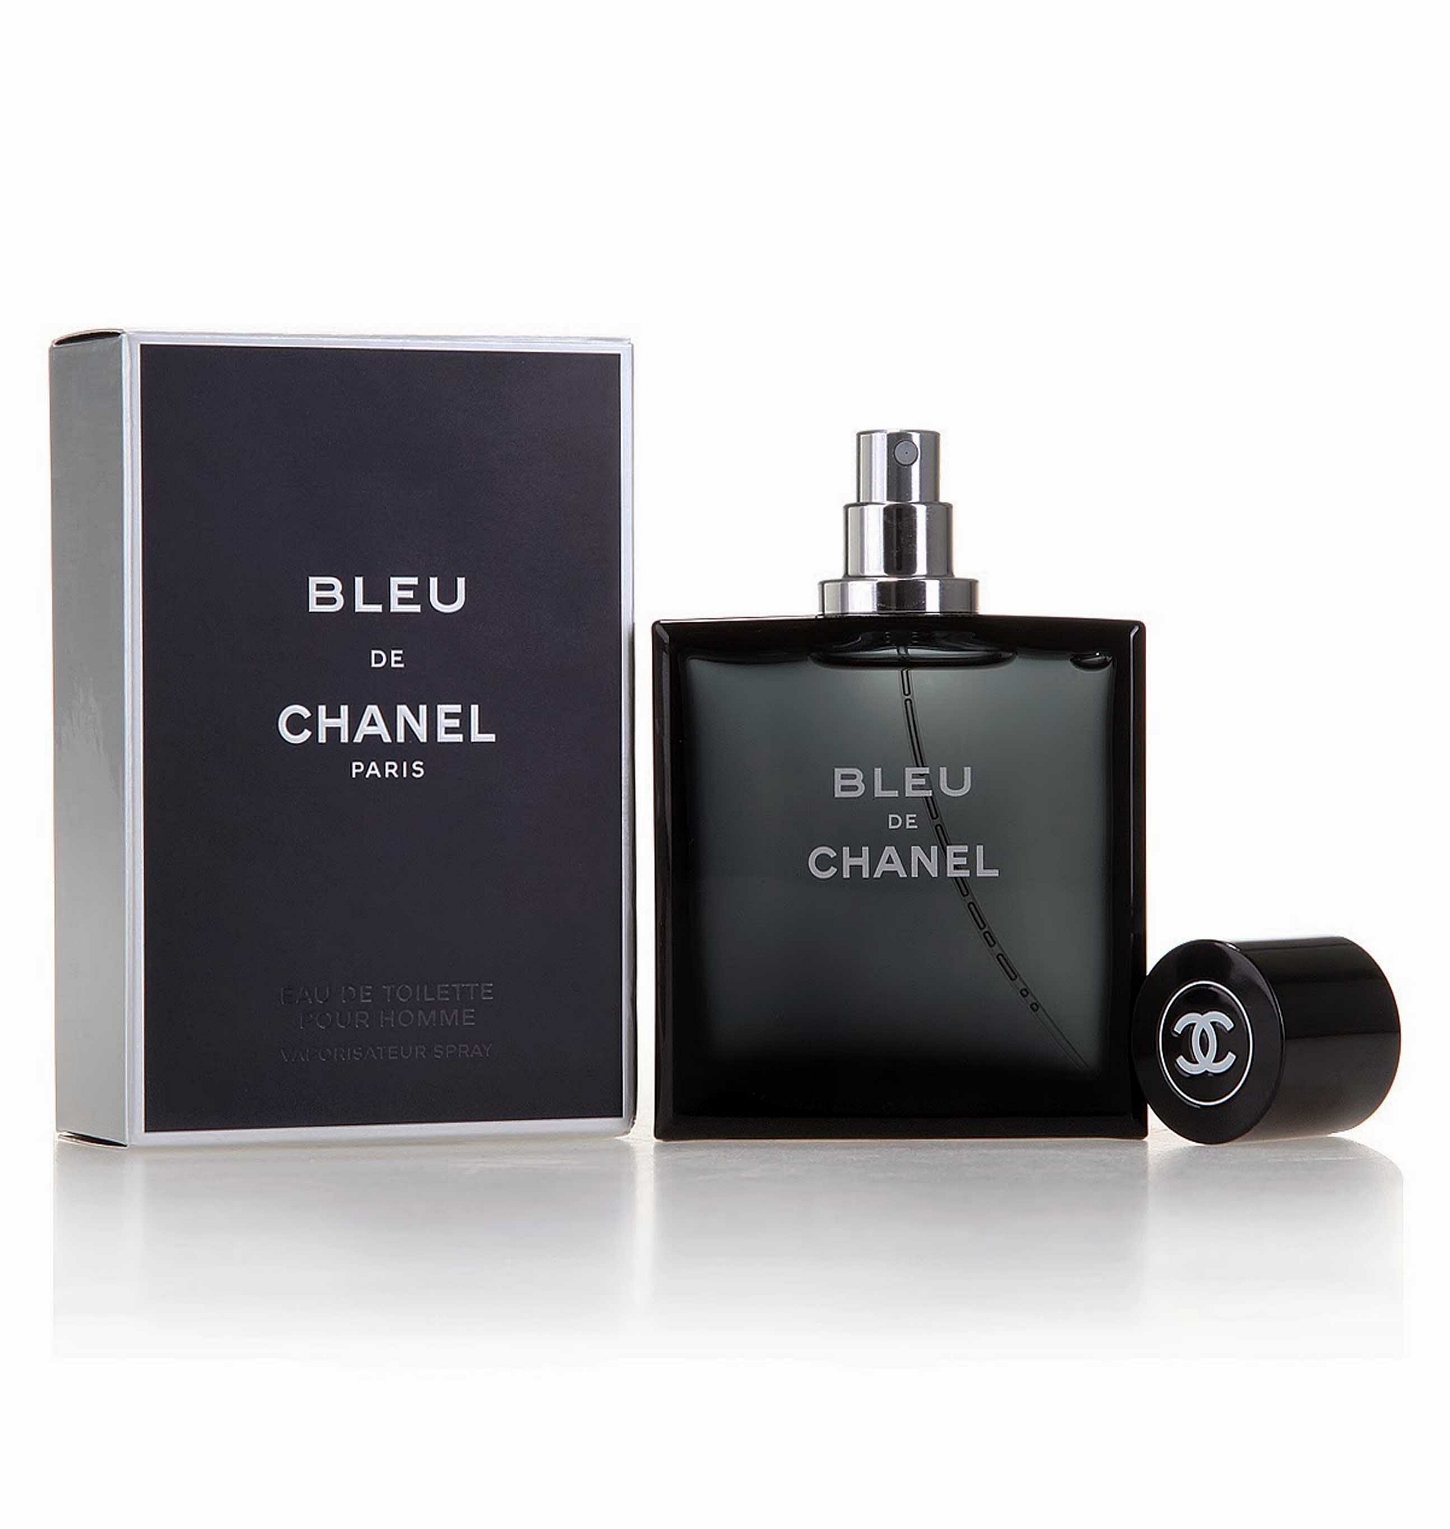 BLEU
DE
CHANEL
PARIS
EAU DE TOILETTE
POUR HOMME
VAPORISATEUR SPRAY
BLEU
DE
CHANEL